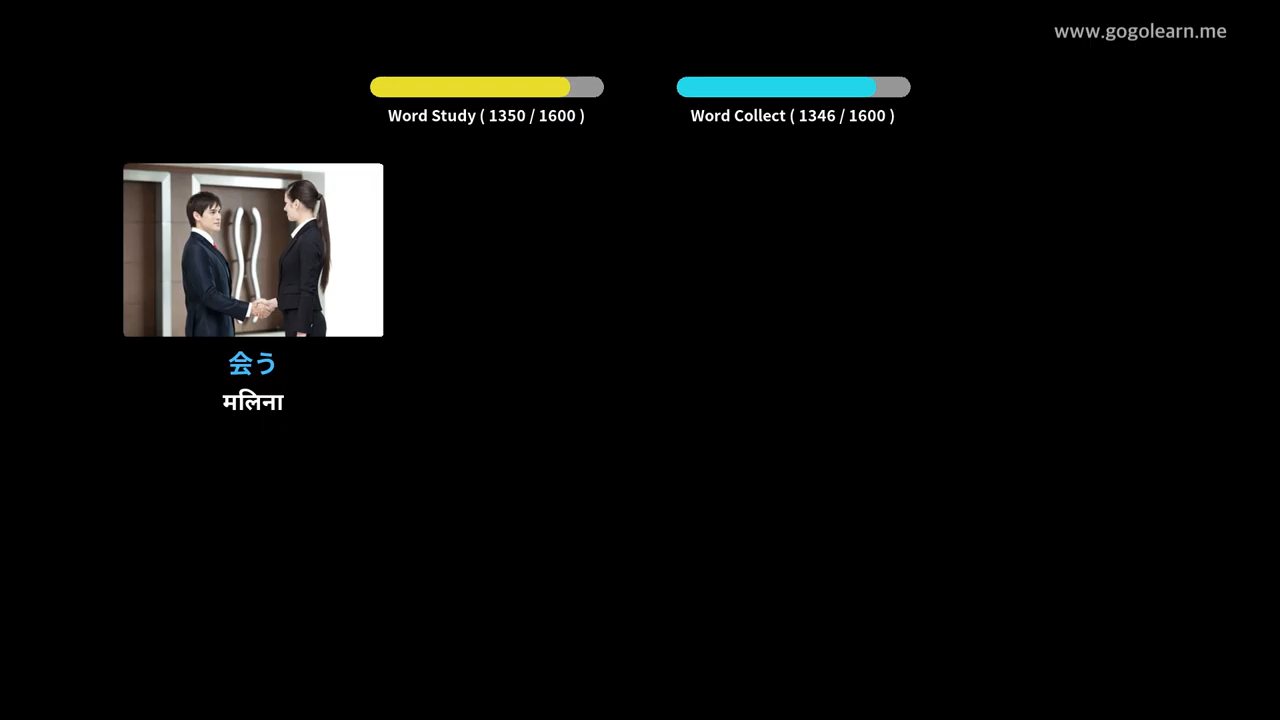 www.gogolearn.me
Word Study ( 1350 / 1600 )
Word Collect ( 1346 / 1600 )
会う
मलिना